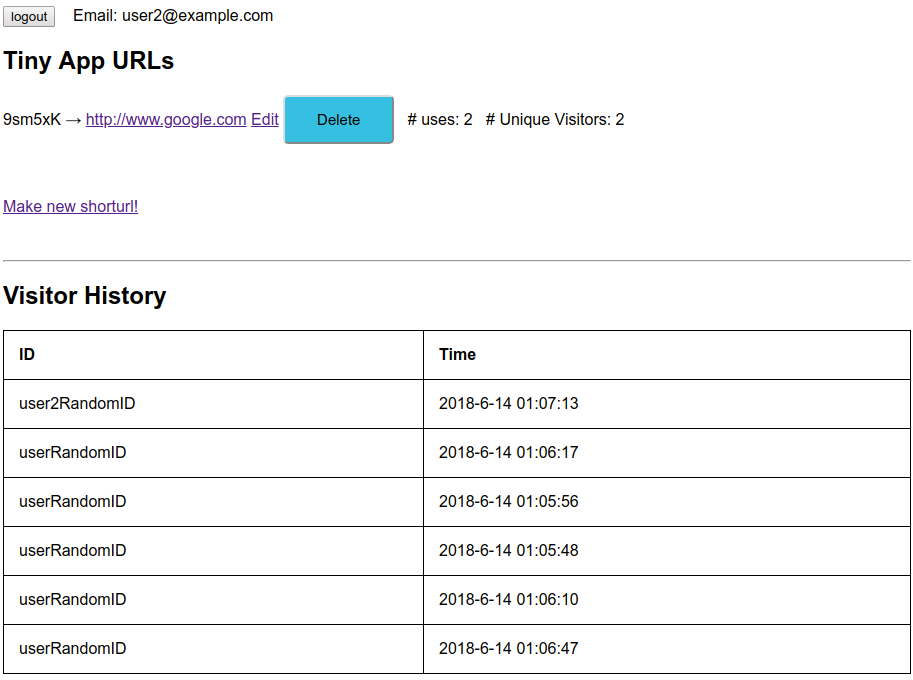 logout Email: user2@example.com
Tiny App URLs
9sm5xK → http://www.google.com Edit Delete # uses: 2 # Unique Visitors: 2
Make new shorturl!
Visitor History
ID Time
user2RandomID 2018-6-14 01:07:13
userRandomID 2018-6-14 01:06:17
userRandomID 2018-6-14 01:05:56
userRandomID 2018-6-14 01:05:48
userRandomID 2018-6-14 01:06:10
userRandomID 2018-6-14 01:06:47